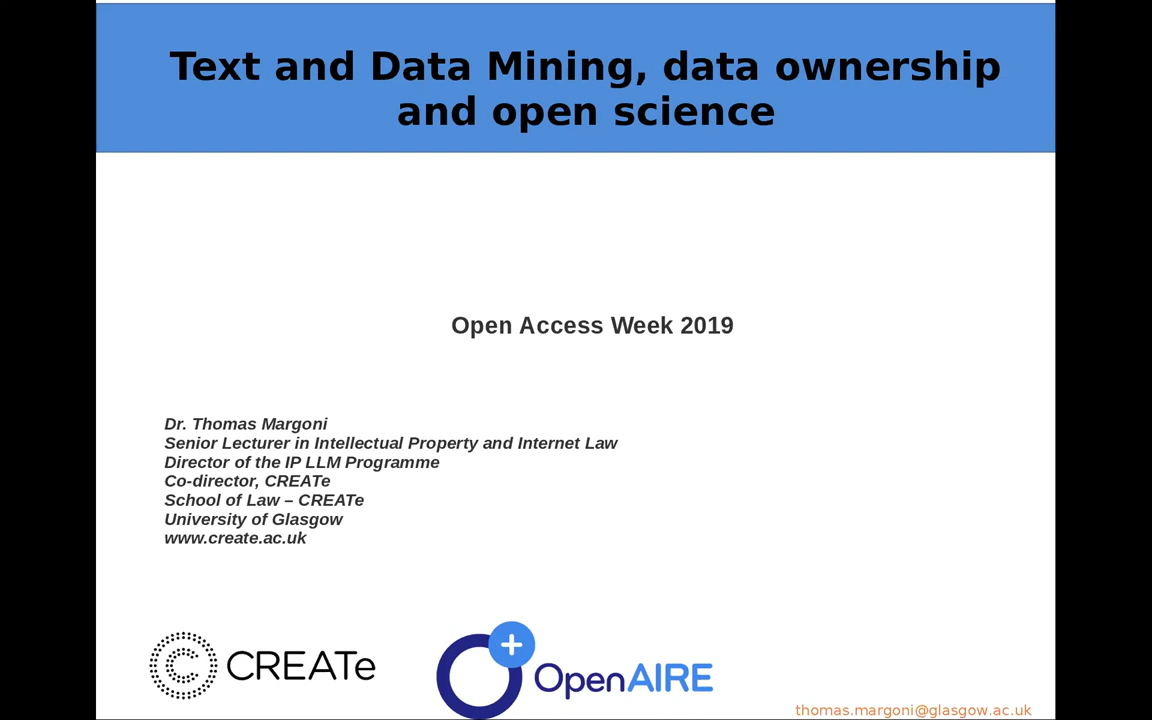 Text and Data Mining, data ownership
and open science
Open Access Week 2019
Dr. Thomas Margoni
Senior Lecturer in Intellectual Property and Internet Law
Director of the IP LLM Programme
Co-director, CREATe
School of Law – CREATe
University of Glasgow
www.create.ac.uk
C CREATe
OpenAIRE
thomas.margoni@glasgow.ac.uk